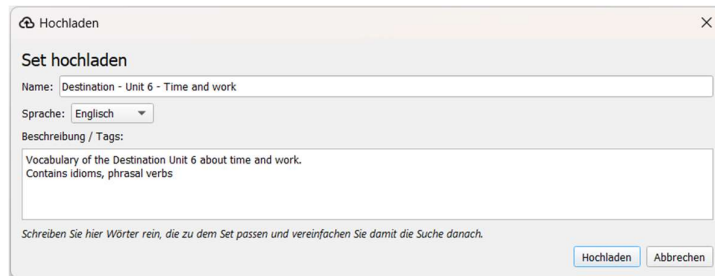 Hochladen
Set hochladen
Name: Destination - Unit 6 - Time and work
Sprache: Englisch
Beschreibung / Tags:
Vocabulary of the Destination Unit 6 about time and work.
Contains idioms, phrasal verbs
Schreiben Sie hier Wörter rein, die zu dem Set passen und vereinfachen Sie damit die Suche danach.
Hochladen Abbrechen